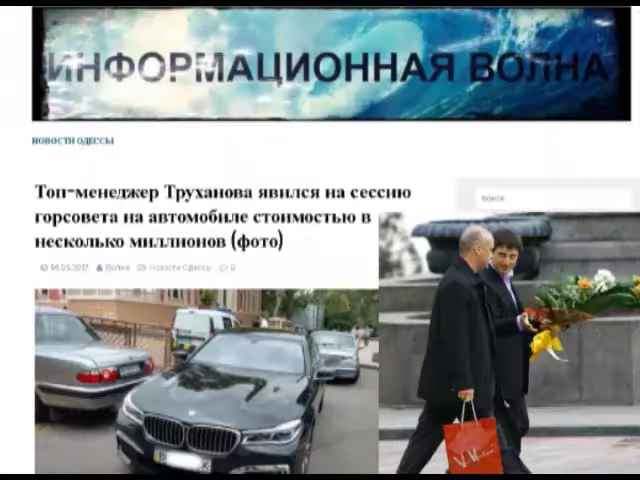 ИНФОРМАЦИОННАЯ ВОЛНА
НОВОСТИ ОДЕССЫ
Топ-менеджер Труханова явился на сессию
горсовета на автомобиле стоимостью в
несколько миллионов (фото)
поиск
Волна Новости Одессы 0